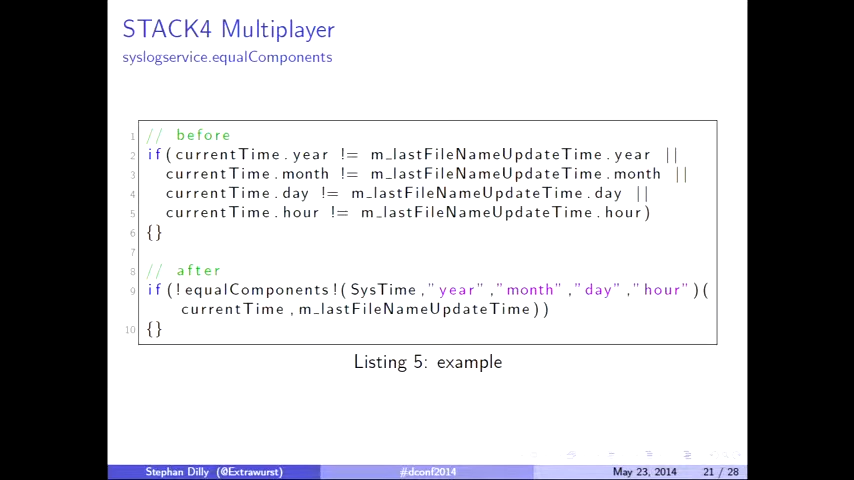 STACK4 Multiplayer
syslogservice.equalComponents
1 // before
2 if(currentTime.year != m_lastFileNameUpdateTime.year ||
3 currentTime.month != m_lastFileNameUpdateTime.month ||
4 currentTime.day != m_lastFileNameUpdateTime.day ||
5 currentTime.hour != m_lastFileNameUpdateTime.hour)
6 {}
7
8 // after
9 if(!equalComponents!(SysTime,"year","month","day","hour")(
currentTime,m_lastFileNameUpdateTime))
10 {}
Listing 5: example
Stephan Dilly (@Extrawurst) #dconf2014 May 23, 2014 21 / 28